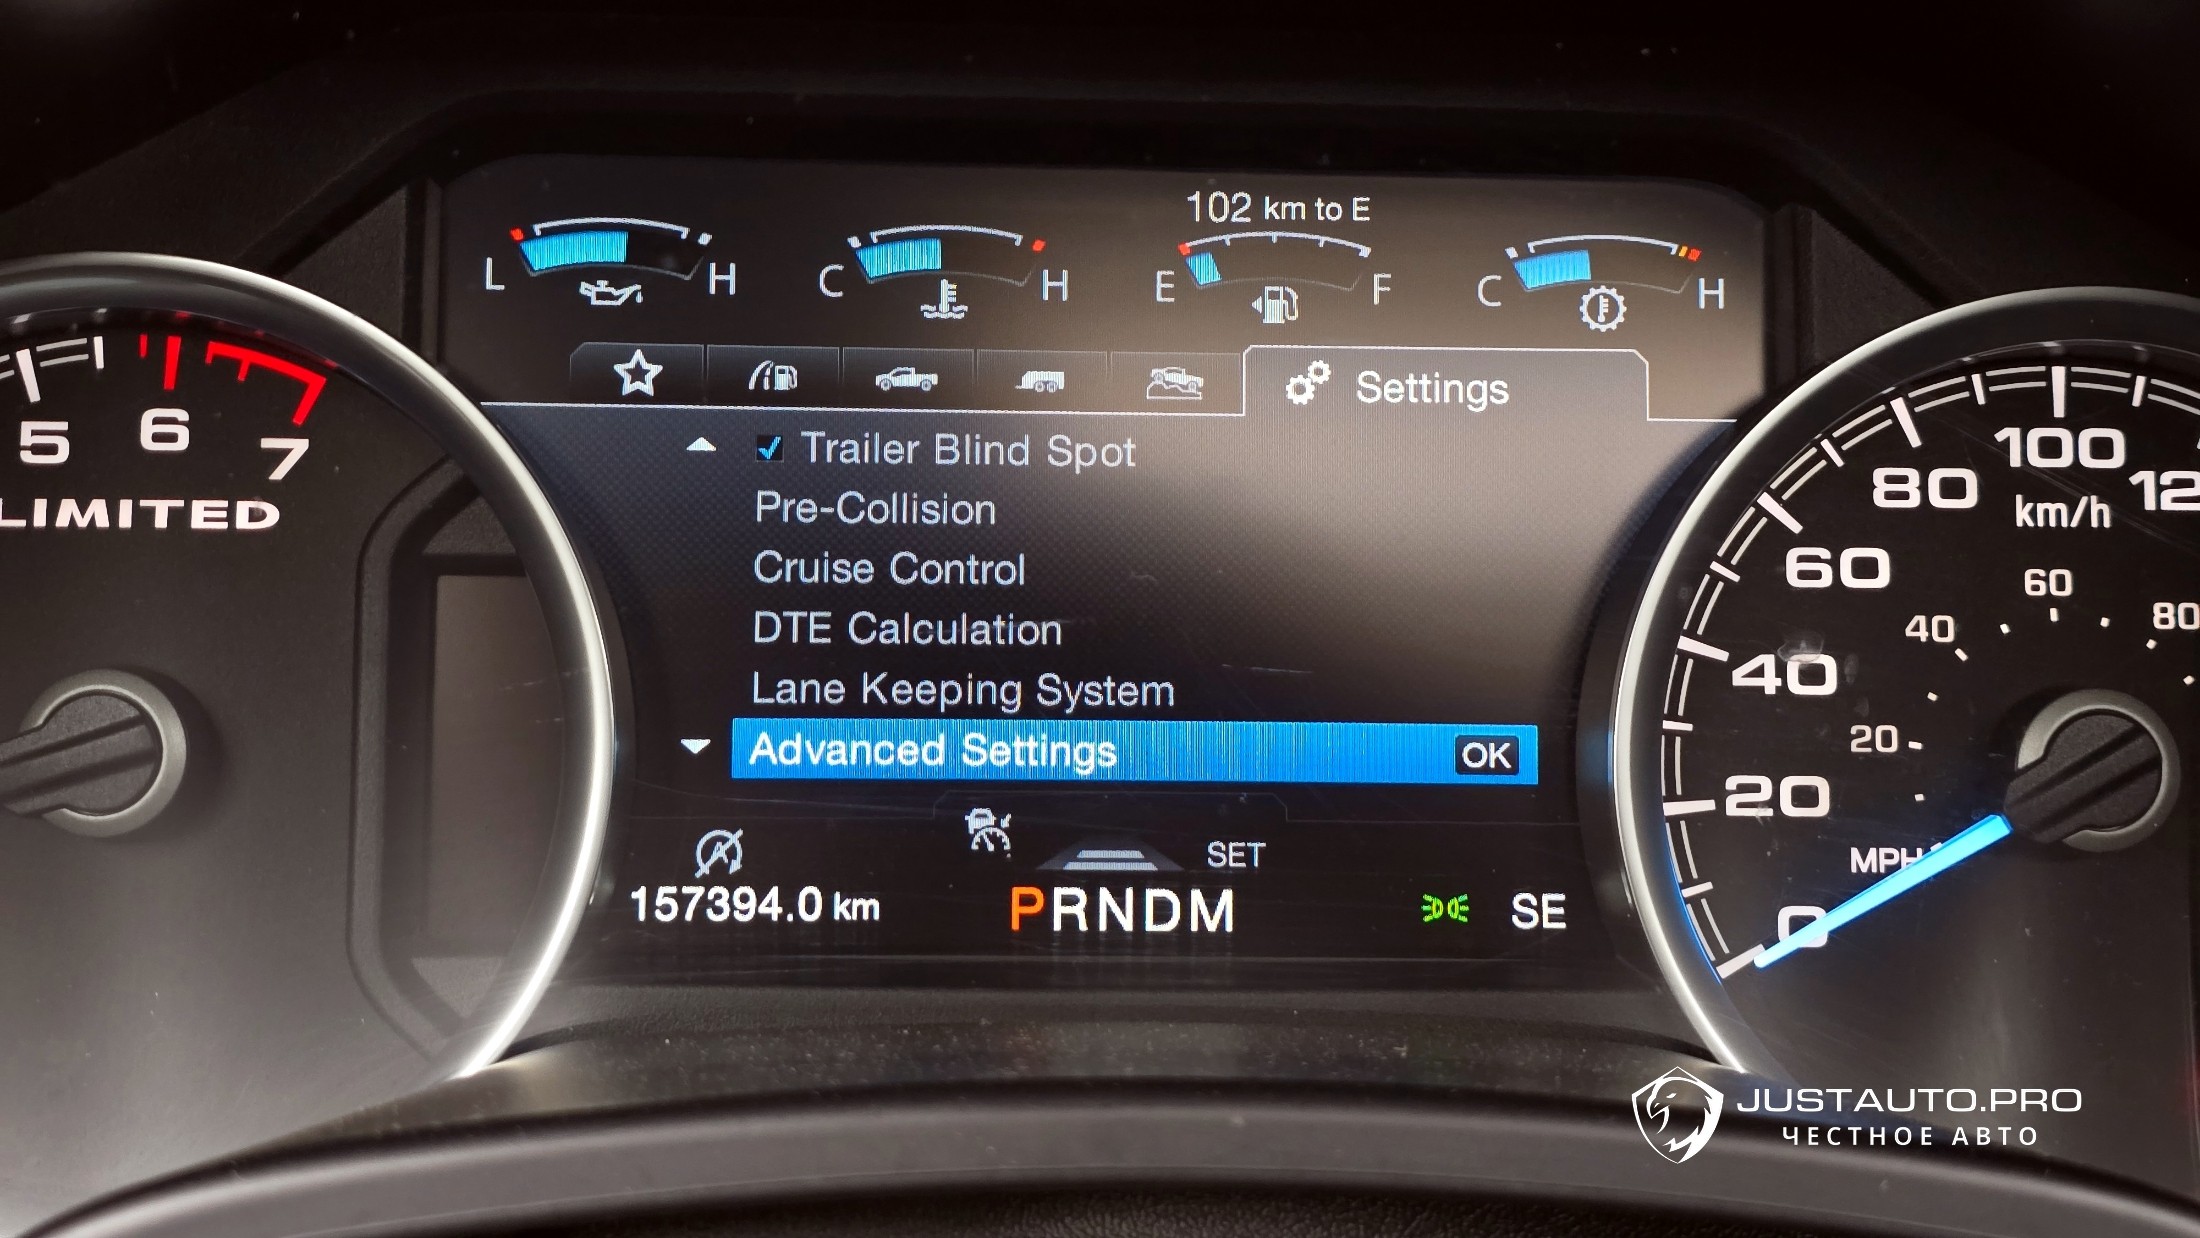 102 km to E
L H C H E F C H
Settings
Trailer Blind Spot
Pre-Collision
Cruise Control
DTE Calculation
Lane Keeping System
Advanced Settings OK
SET
157394.0 km PRNDM SE
5 6 7
LIMITED
0 20 40 60 80 100
km/h
20 40 60 80
MPH
JUSTAUTO.PRO
ЧЕСТНОЕ АВТО